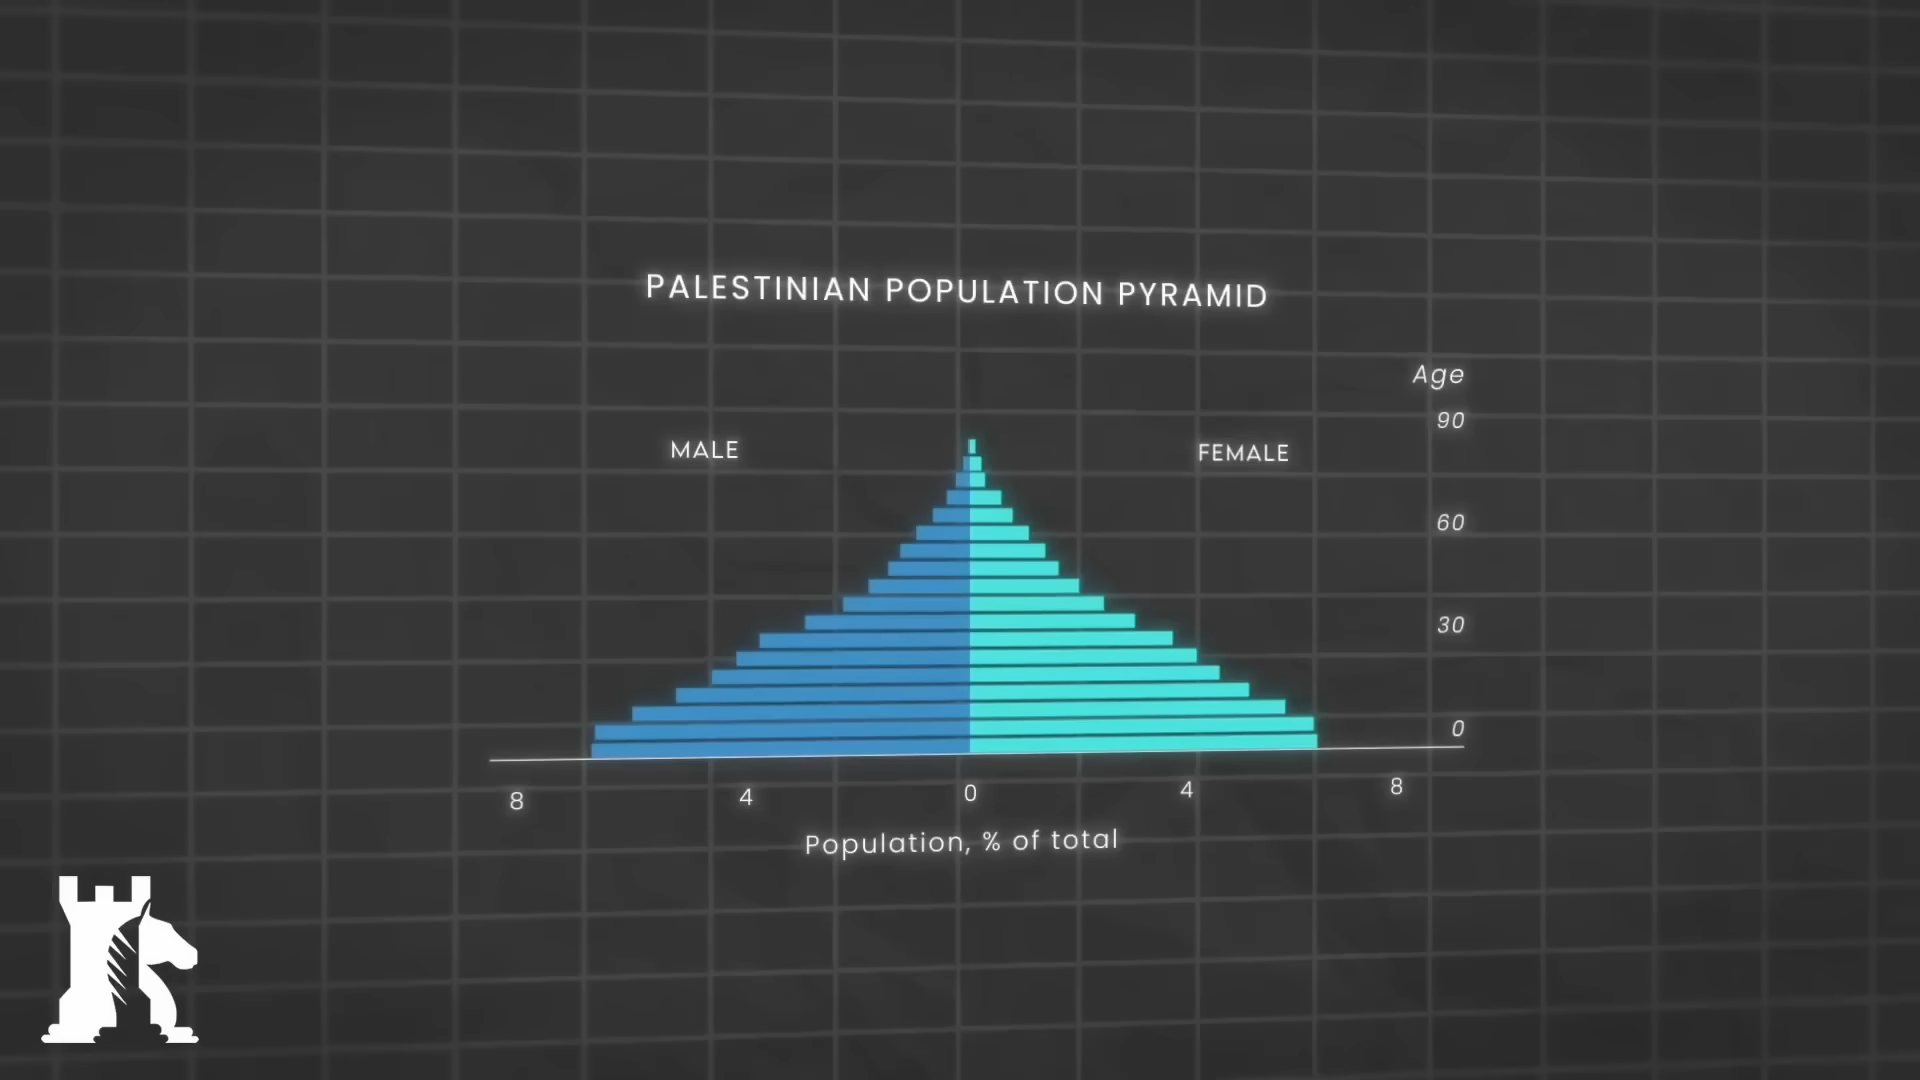 PALESTINIAN POPULATION PYRAMID
Age
90
MALE
FEMALE
60
30
0
8
4
0
4
8
Population, % of total